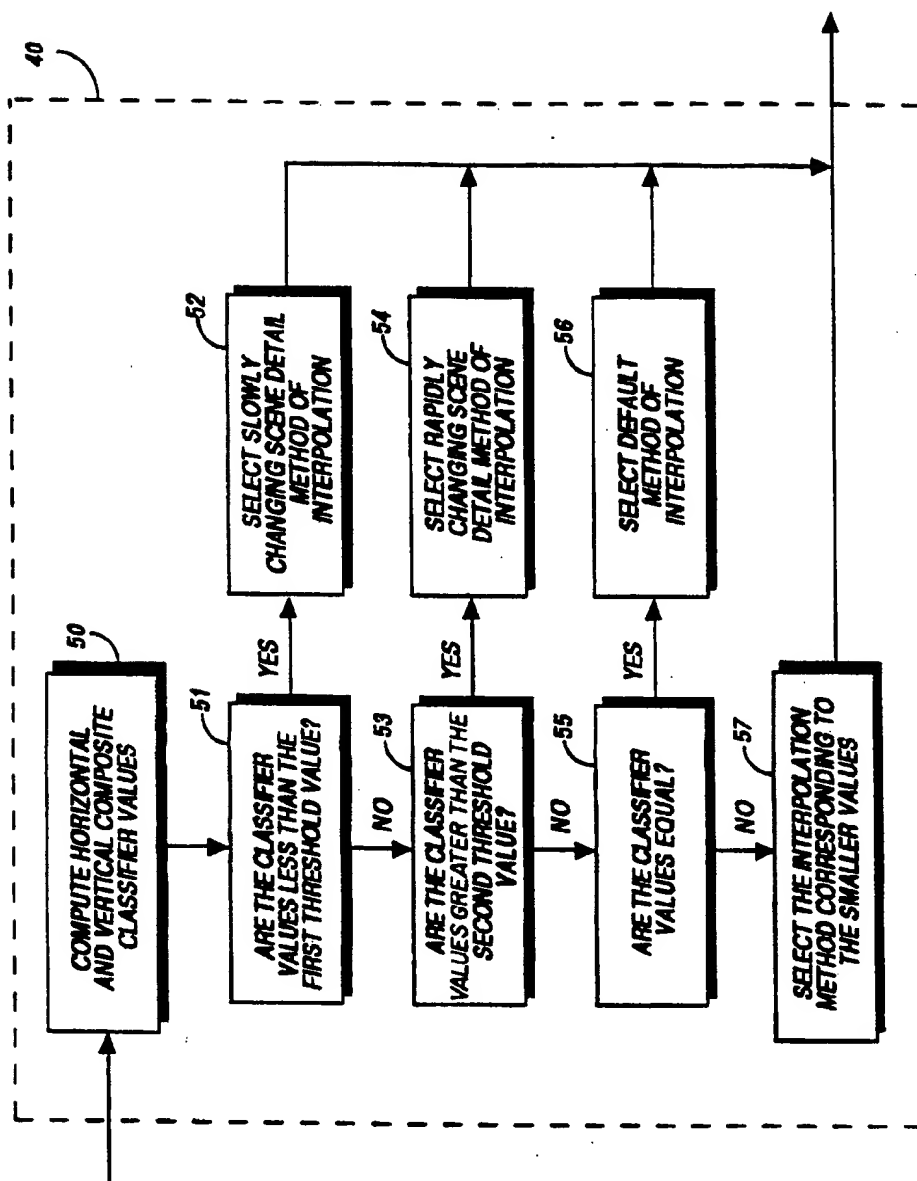 40
50
COMPUTE HORIZONTAL
AND VERTICAL COMPOSITE
CLASSIFIER VALUES
51
ARE THE CLASSIFIER
VALUES LESS THAN THE
FIRST THRESHOLD VALUE?
YES
52
SELECT SLOWLY
CHANGING SCENE DETAIL
METHOD OF
INTERPOLATION
NO
53
ARE THE CLASSIFIER
VALUES GREATER THAN THE
SECOND THRESHOLD
VALUE?
YES
54
SELECT RAPIDLY
CHANGING SCENE
DETAIL METHOD OF
INTERPOLATION
NO
55
ARE THE CLASSIFIER
VALUES EQUAL?
YES
56
SELECT DEFAULT
METHOD OF
INTERPOLATION
NO
57
SELECT THE INTERPOLATION
METHOD CORRESPONDING TO
THE SMALLER VALUES